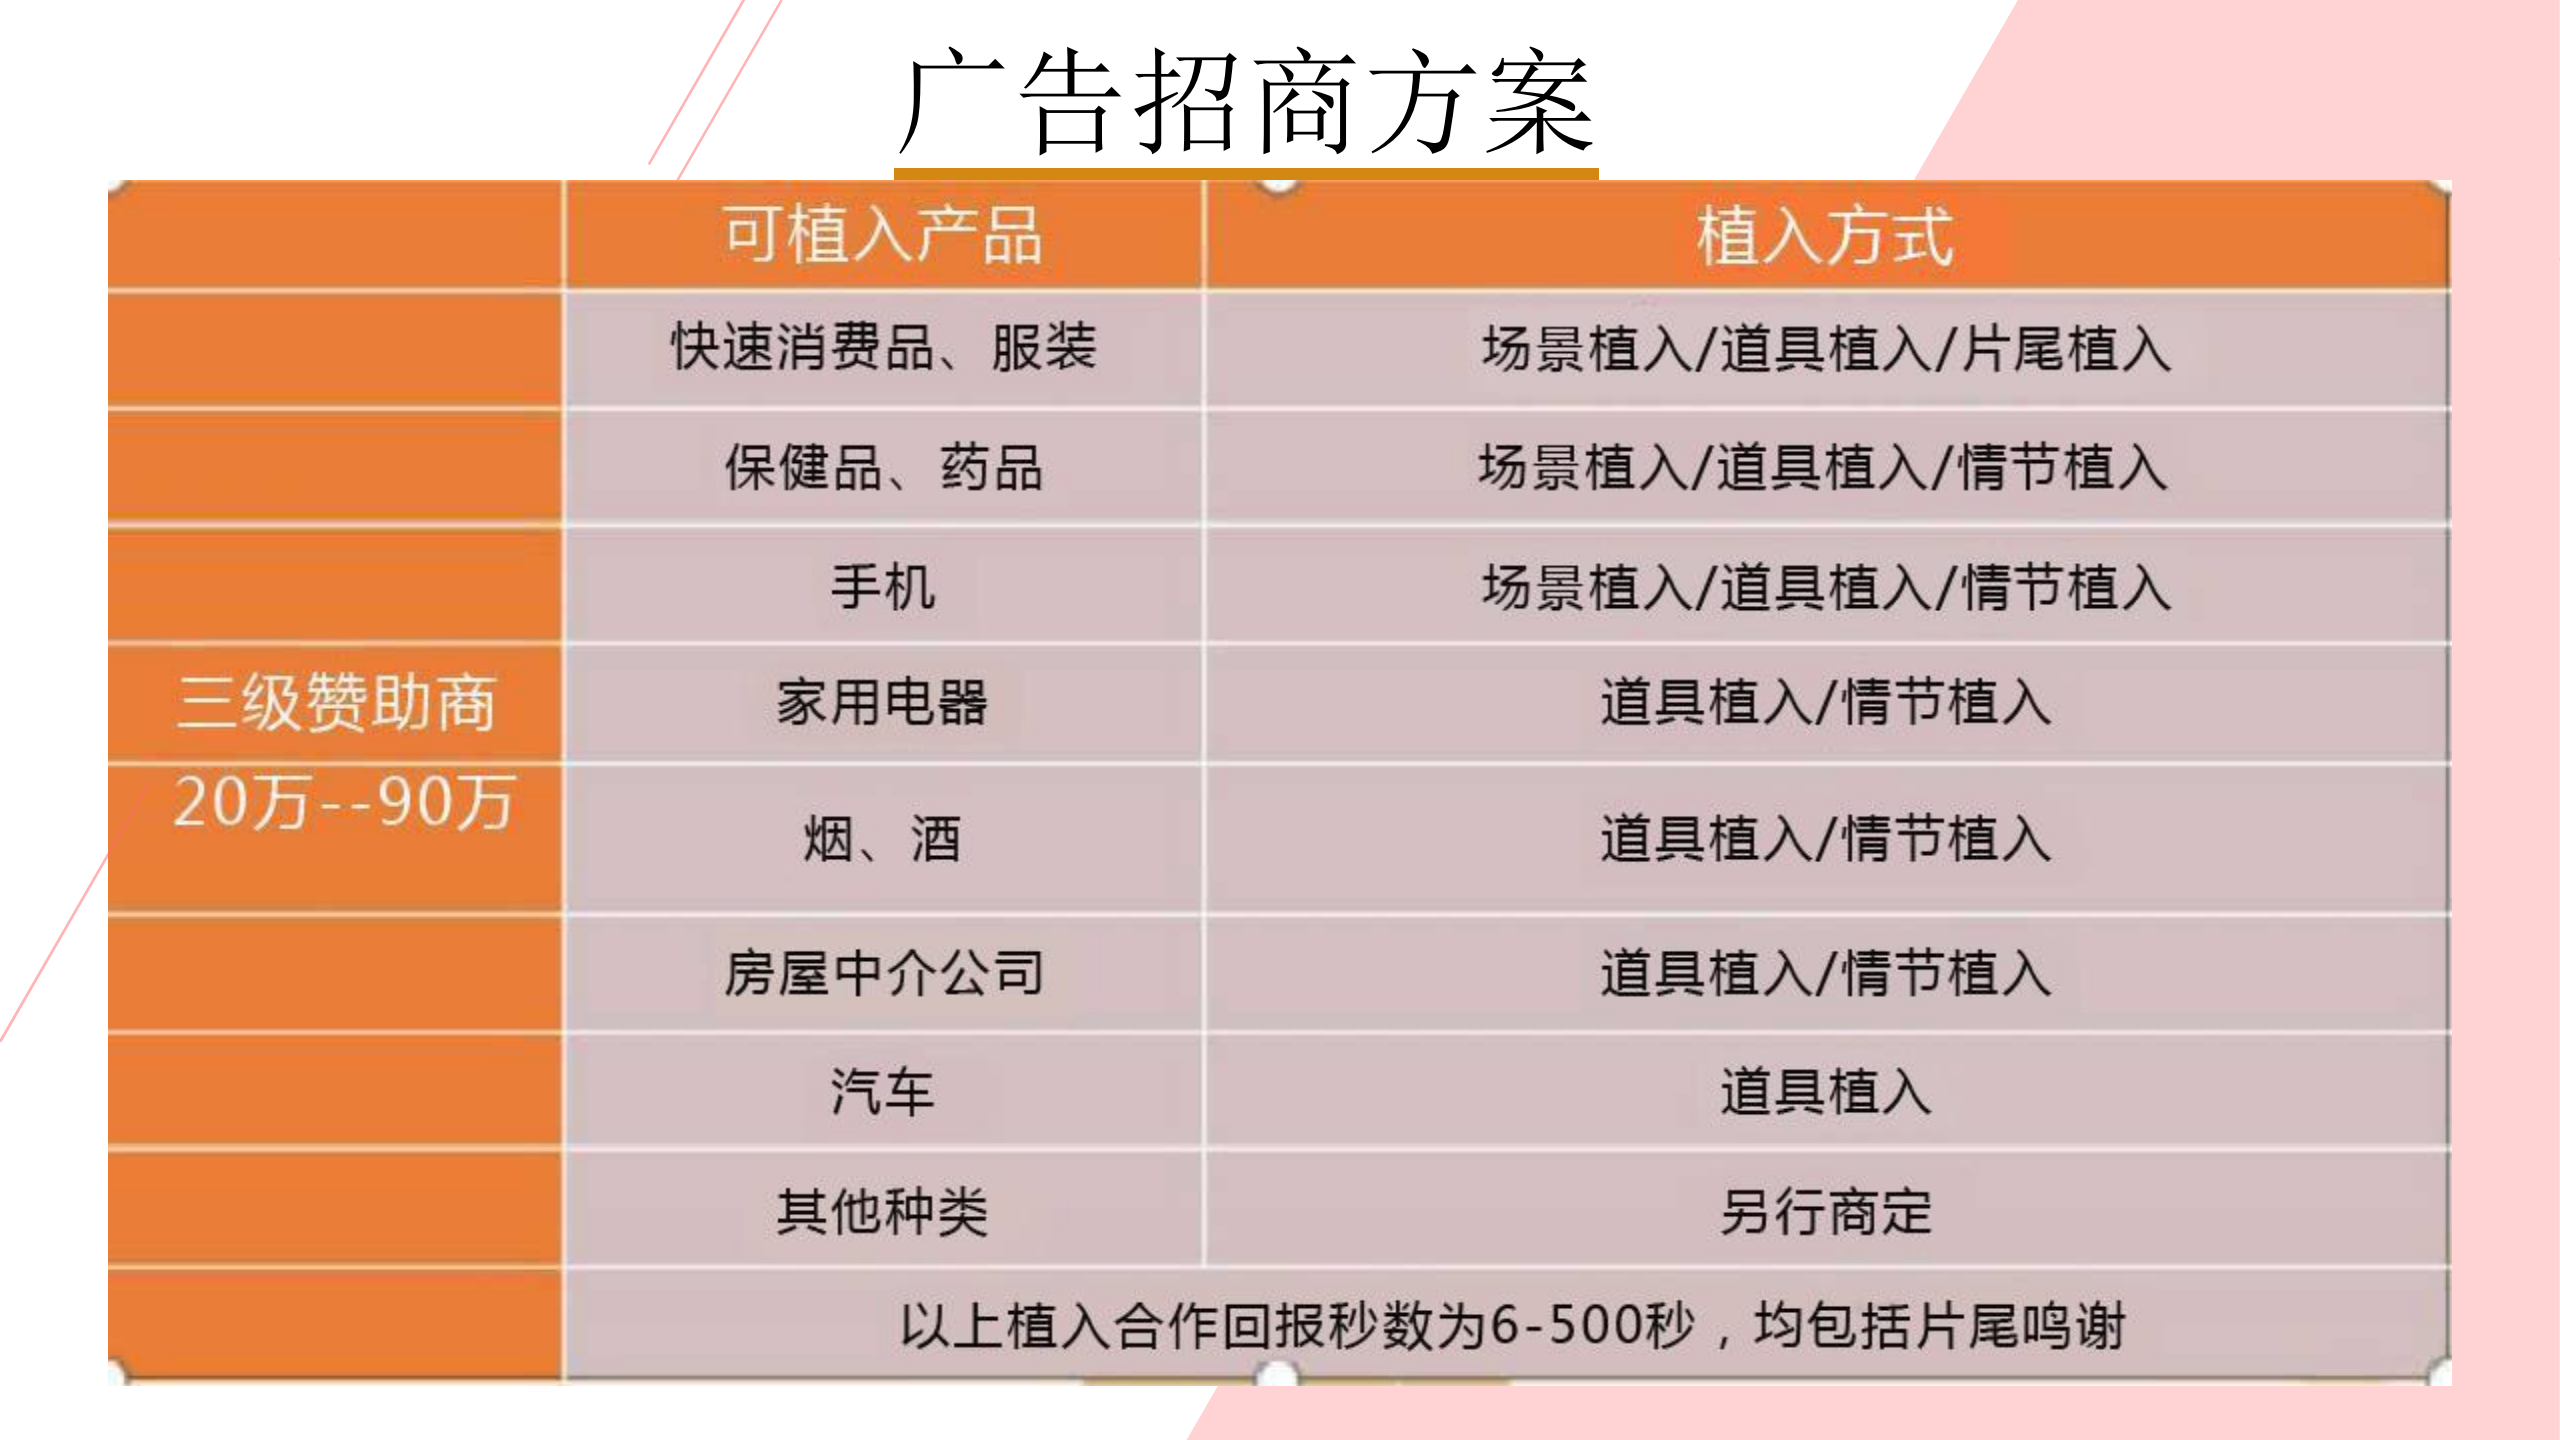 广告招商方案
可植入产品 植入方式
快速消费品、服装 场景植入/道具植入/片尾植入
保健品、药品 场景植入/道具植入/情节植入
手机 场景植入/道具植入/情节植入
三级赞助商 家用电器 道具植入/情节植入
20万--90万 烟、酒 道具植入/情节植入
房屋中介公司 道具植入/情节植入
汽车 道具植入
其他种类 另行商定
以上植入合作回报秒数为6-500秒，均包括片尾鸣谢